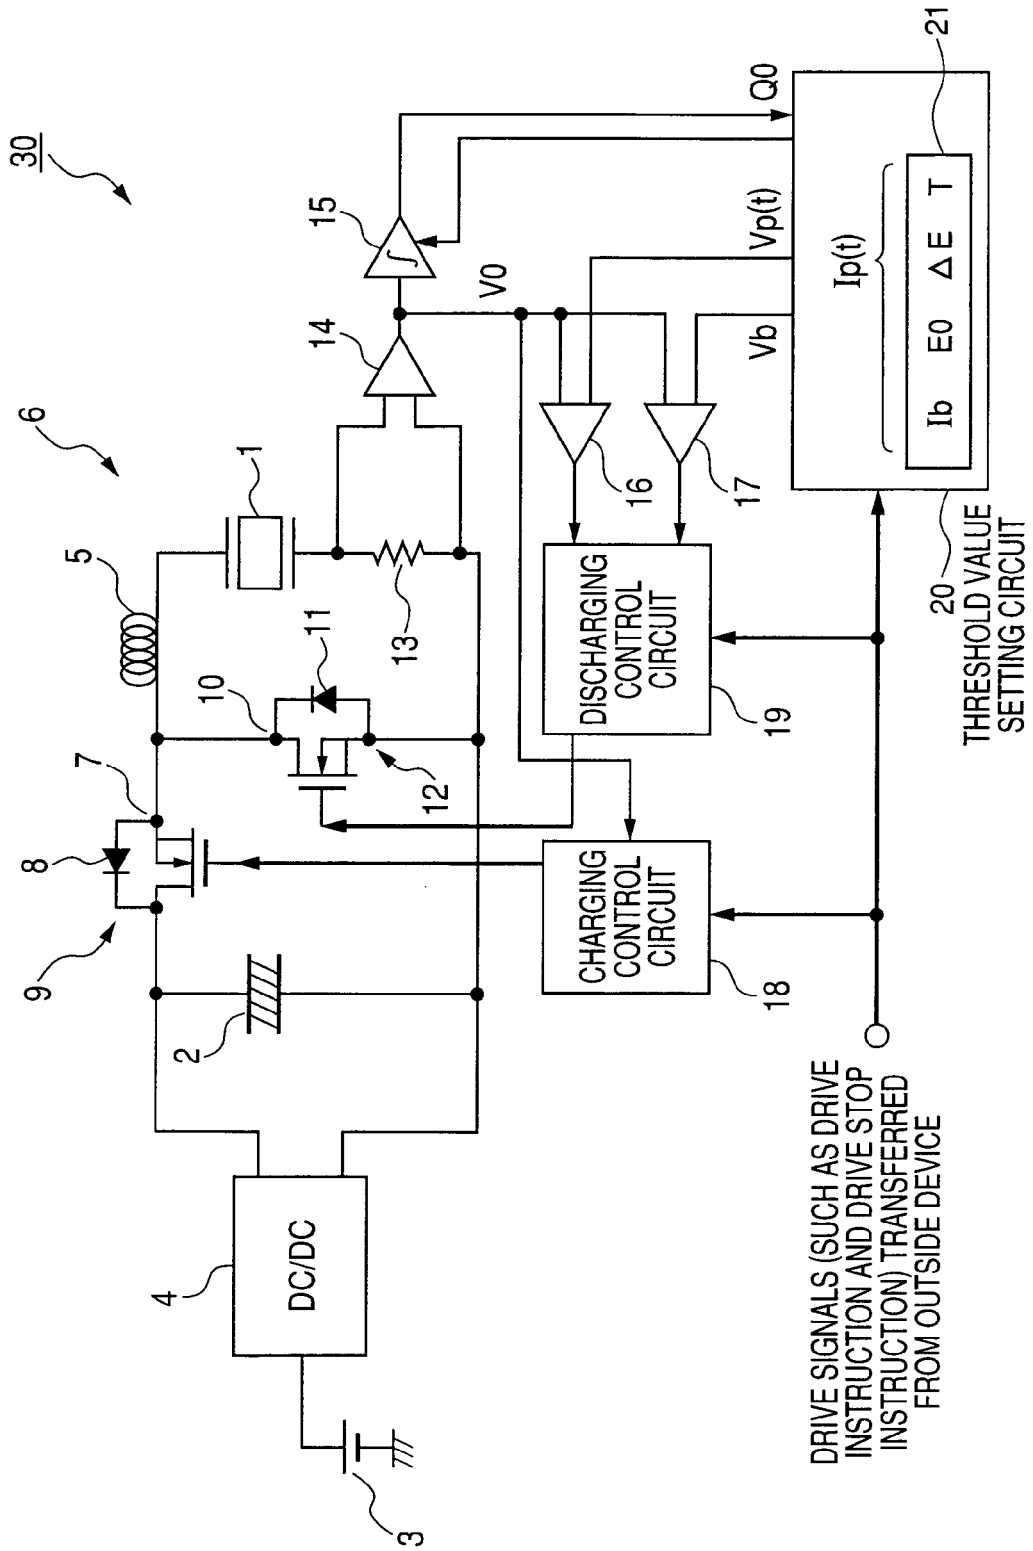 30
6
5
1
7
8
9
10
11
12
13
14
15
2
4
DC/DC
3
V0
Q0
Vp(t)
Vb
16
17
DISCHARGING
CONTROL
CIRCUIT
19
CHARGING
CONTROL
CIRCUIT
18
Ip(t)
Ib E0 ΔE T
21
20
THRESHOLD VALUE
SETTING CIRCUIT
DRIVE SIGNALS (SUCH AS DRIVE
INSTRUCTION AND DRIVE STOP
INSTRUCTION) TRANSFERRED
FROM OUTSIDE DEVICE
∫